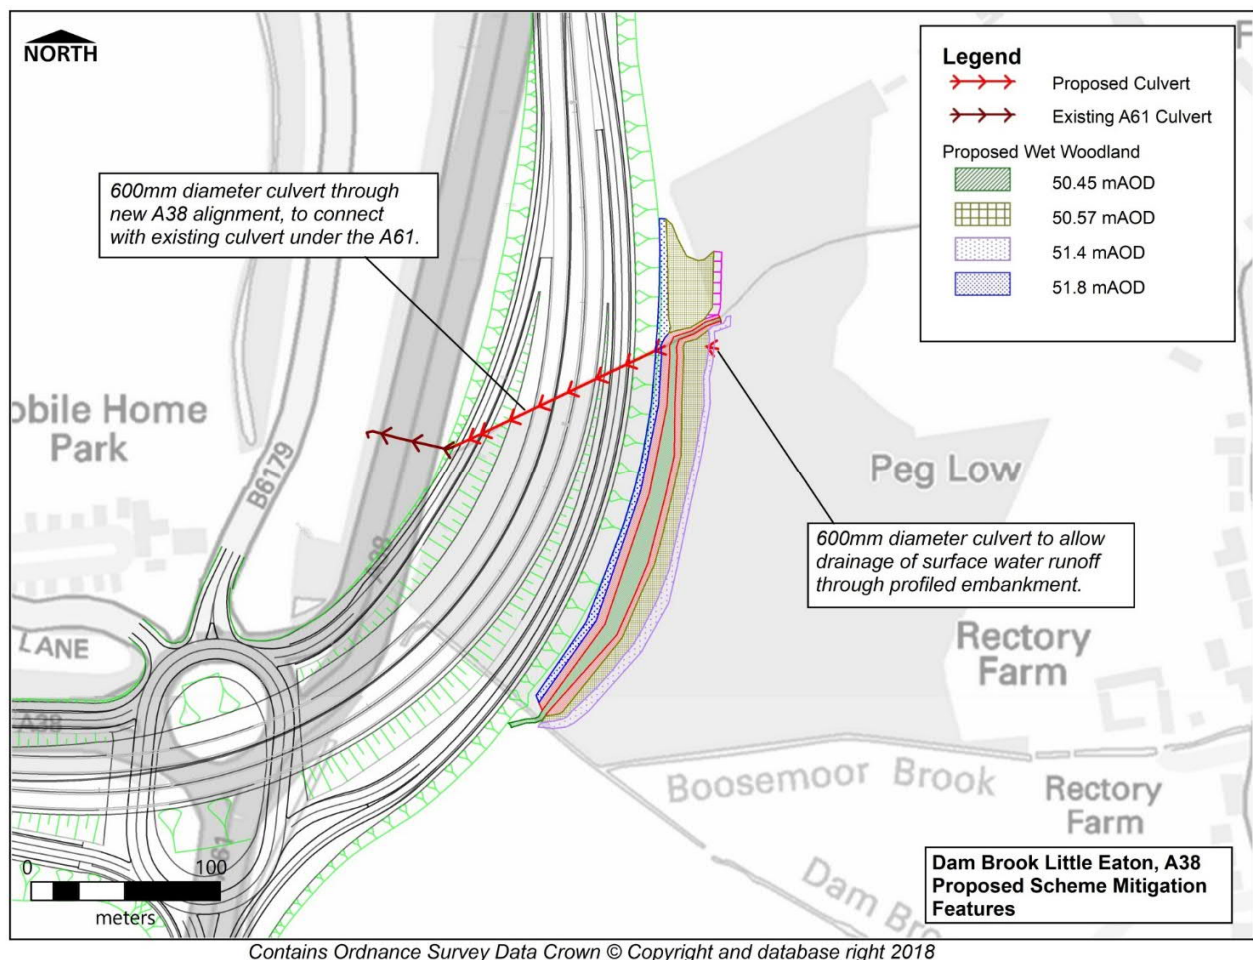 NORTH
Legend
Proposed Culvert
Existing A61 Culvert
Proposed Wet Woodland
50.45 mAOD
50.57 mAOD
51.4 mAOD
51.8 mAOD
600mm diameter culvert through
new A38 alignment, to connect
with existing culvert under the A61.
obile Home
Park
B6179
Peg Low
600mm diameter culvert to allow
drainage of surface water runoff
through profiled embankment.
LANE
Rectory
Farm
A38
Boosemoor Brook
Rectory
Farm
Dam Bro
0 100
meters
Dam Brook Little Eaton, A38
Proposed Scheme Mitigation
Features
Contains Ordnance Survey Data Crown © Copyright and database right 2018